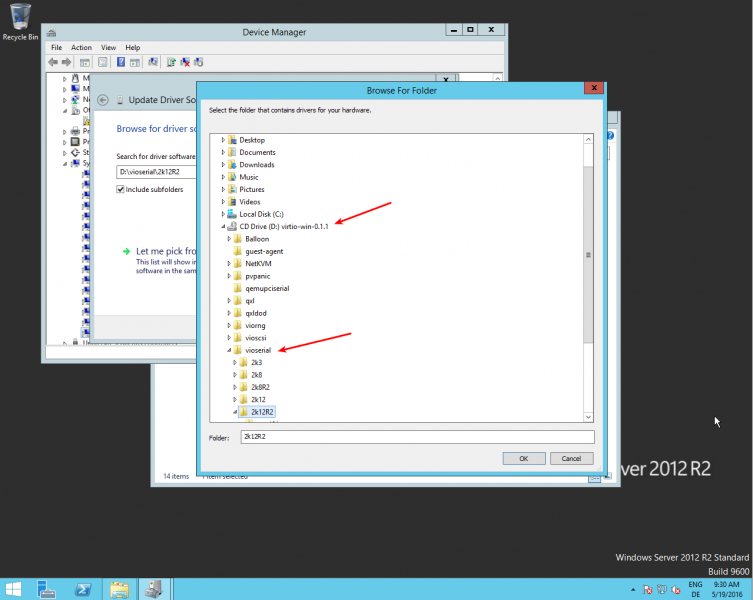 Recycle Bin
Device Manager
File Action View Help
Update Driver So
Browse for driver so
Search for driver software
D:\vioserial\2k12R2
Include subfolders
Let me pick fro
This list will show in
software in the same
Browse For Folder
Select the folder that contains drivers for your hardware.
Desktop
Documents
Downloads
Music
Pictures
Videos
Local Disk (C:)
CD Drive (D:) virtio-win-0.1.1
Balloon
guest-agent
NetKVM
pvpanic
qemupciserial
qxl
qxldod
viorng
vioscsi
vioserial
2k3
2k8
2k8R2
2k12
2k12R2
Folder:
2k12R2
OK
Cancel
14 items
1 item selected
ver 2012 R2
Windows Server 2012 R2 Standard
Build 9600
ENG
DE
9:30 AM
5/19/2016